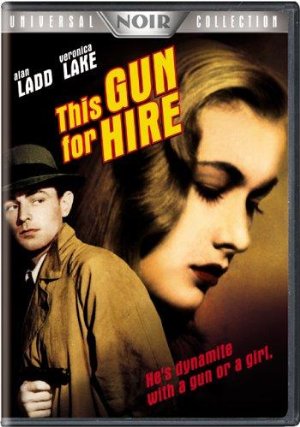 UNIVERSAL NOIR COLLECTION
alan LADD
veronica LAKE
This GUN
for HIRE
He's dynamite
with a gun or a girl.